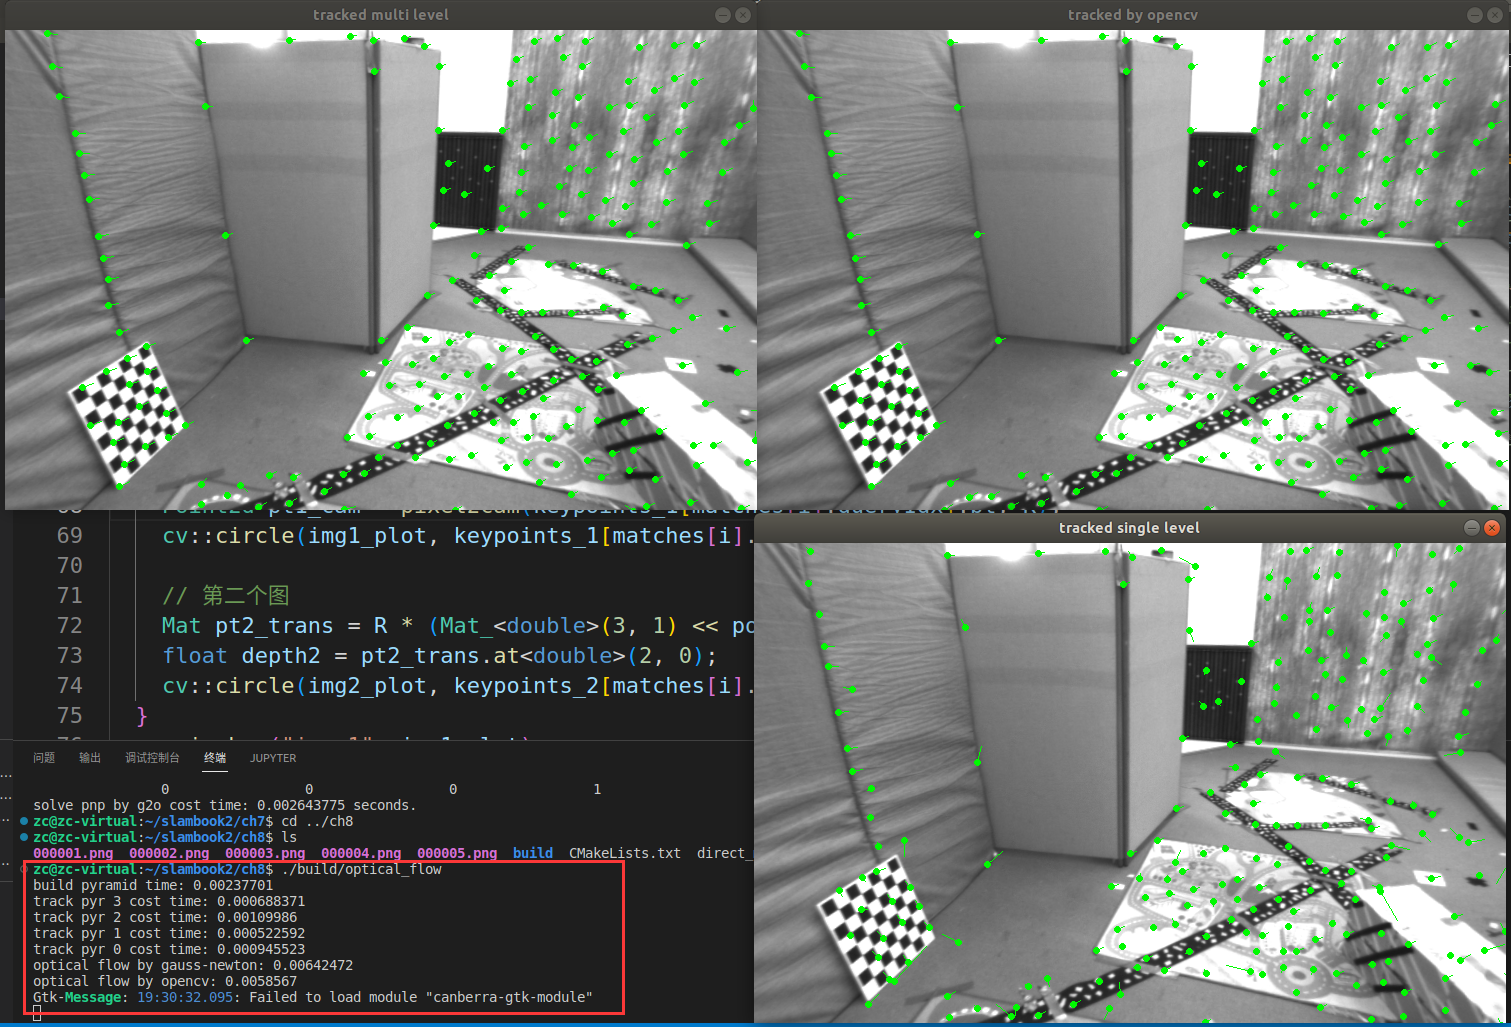 tracked multi level
tracked by opencv
tracked single level
69 cv::circle(img1_plot, keypoints_1[matches[i].
70
71 // 第二个图
72 Mat pt2_trans = R * (Mat_<double>(3, 1) << po
73 float depth2 = pt2_trans.at<double>(2, 0);
74 cv::circle(img2_plot, keypoints_2[matches[i].
75 }
问题 输出 调试控制台 终端 JUPYTER
0 0 0 1
solve pnp by g2o cost time: 0.002643775 seconds.
zc@zc-virtual:~/slambook2/ch7$ cd ../ch8
zc@zc-virtual:~/slambook2/ch8$ ls
000001.png 000002.png 000003.png 000004.png 000005.png build CMakeLists.txt direct_
zc@zc-virtual:~/slambook2/ch8$ ./build/optical_flow
build pyramid time: 0.00237701
track pyr 3 cost time: 0.000688371
track pyr 2 cost time: 0.00109986
track pyr 1 cost time: 0.000522592
track pyr 0 cost time: 0.000945523
optical flow by gauss-newton: 0.00642472
optical flow by opencv: 0.0058567
Gtk-Message: 19:30:32.095: Failed to load module "canberra-gtk-module"